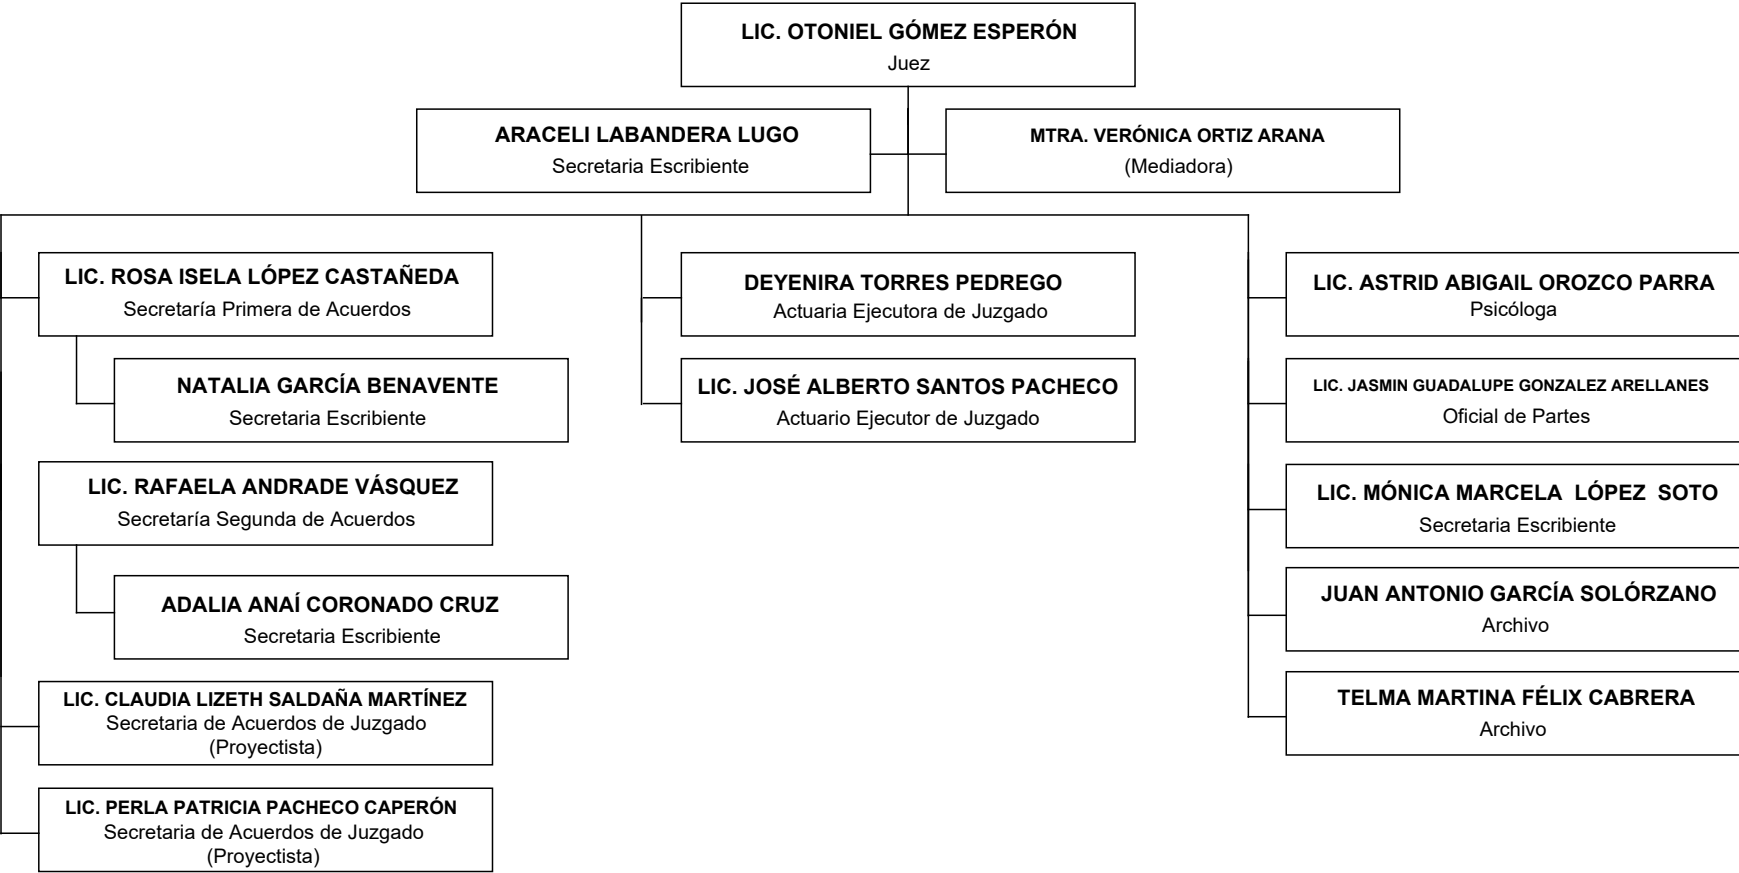 LIC. OTONIEL GÓMEZ ESPERÓN
Juez
ARACELI LABANDERA LUGO
Secretaria Escribiente
MTRA. VERÓNICA ORTIZ ARANA
(Mediadora)
LIC. ROSA ISELA LÓPEZ CASTAÑEDA
Secretaría Primera de Acuerdos
NATALIA GARCÍA BENAVENTE
Secretaria Escribiente
LIC. RAFAELA ANDRADE VÁSQUEZ
Secretaría Segunda de Acuerdos
ADALIA ANAÍ CORONADO CRUZ
Secretaria Escribiente
LIC. CLAUDIA LIZETH SALDAÑA MARTÍNEZ
Secretaria de Acuerdos de Juzgado
(Proyectista)
LIC. PERLA PATRICIA PACHECO CAPERÓN
Secretaria de Acuerdos de Juzgado
(Proyectista)
DEYENIRA TORRES PEDREGO
Actuaria Ejecutora de Juzgado
LIC. JOSÉ ALBERTO SANTOS PACHECO
Actuario Ejecutor de Juzgado
LIC. ASTRID ABIGAIL OROZCO PARRA
Psicóloga
LIC. JASMIN GUADALUPE GONZALEZ ARELLANES
Oficial de Partes
LIC. MÓNICA MARCELA  LÓPEZ  SOTO
Secretaria Escribiente
JUAN ANTONIO GARCÍA SOLÓRZANO
Archivo
TELMA MARTINA FÉLIX CABRERA
Archivo